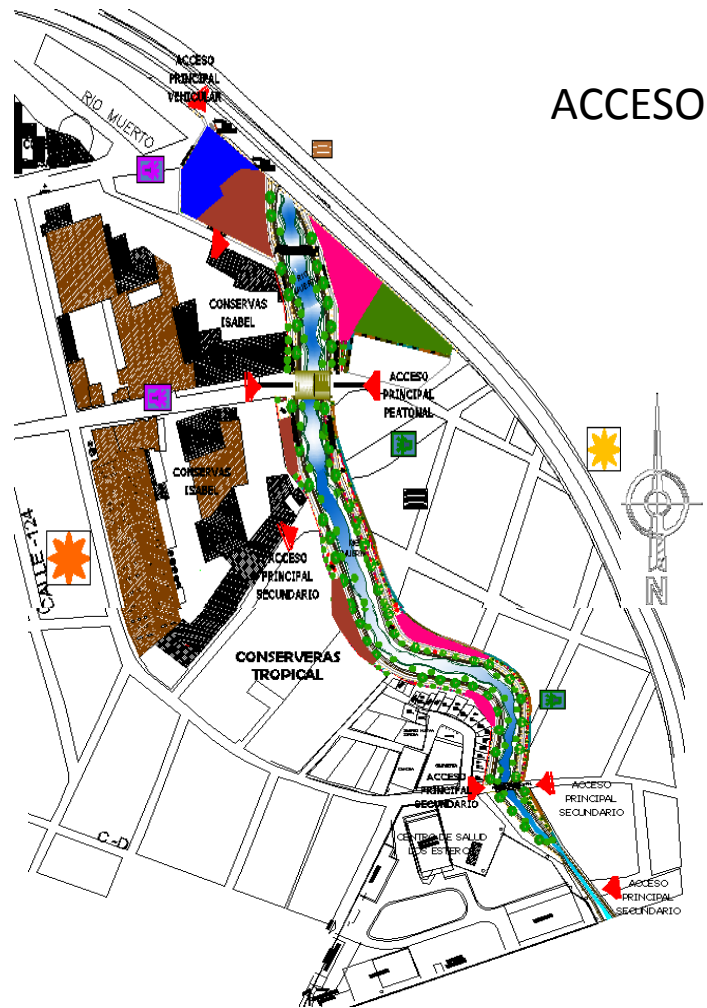 ACCESO
ACCESO
PRINCIPAL
VEHICULAR
RIO MUERTO
CONSERVAS
ISABEL
ACCESO
PRINCIPAL
PEATONAL
CONSERVAS
ISABEL
CALLE -124
ACCESO
PRINCIPAL
SECUNDARIO
N
CONSERVERAS
TROPICAL
ACCESO
PRINCIPAL
SECUNDARIO
ACCESO
PRINCIPAL
SECUNDARIO
C-D
CENTRO DE SALUD
LOS ESTEROS
ACCESO
PRINCIPAL
SECUNDARIO